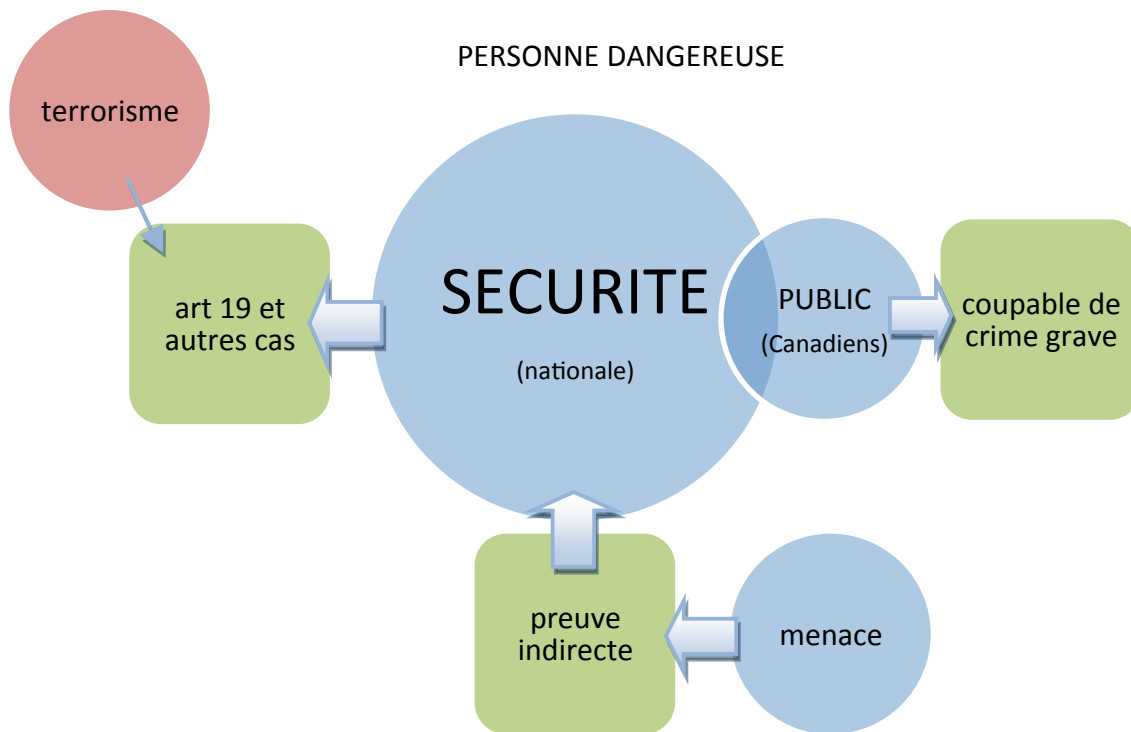 PERSONNE DANGEREUSE
terrorisme
SECURITE
(nationale)
PUBLIC
(Canadiens)
art 19 et
autres cas
coupable de
crime grave
preuve
indirecte
menace